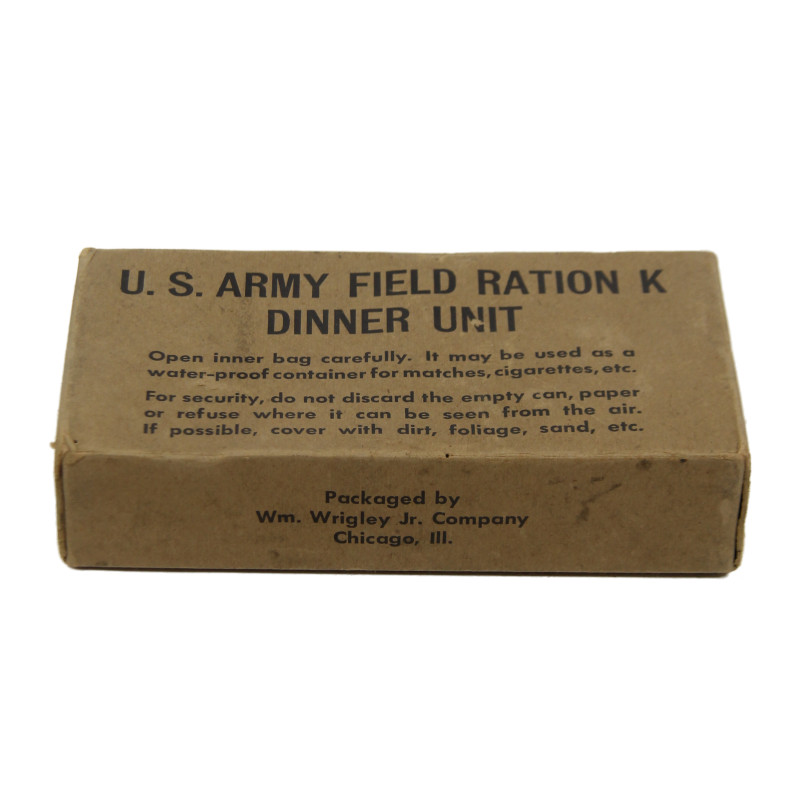 U. S. ARMY FIELD RATION K
DINNER UNIT
Open inner bag carefully. It may be used as a
water-proof container for matches, cigarettes, etc.
For security, do not discard the empty can, paper
or refuse where it can be seen from the air.
If possible, cover with dirt, foliage, sand, etc.
Packaged by
Wm. Wrigley Jr. Company
Chicago, Ill.